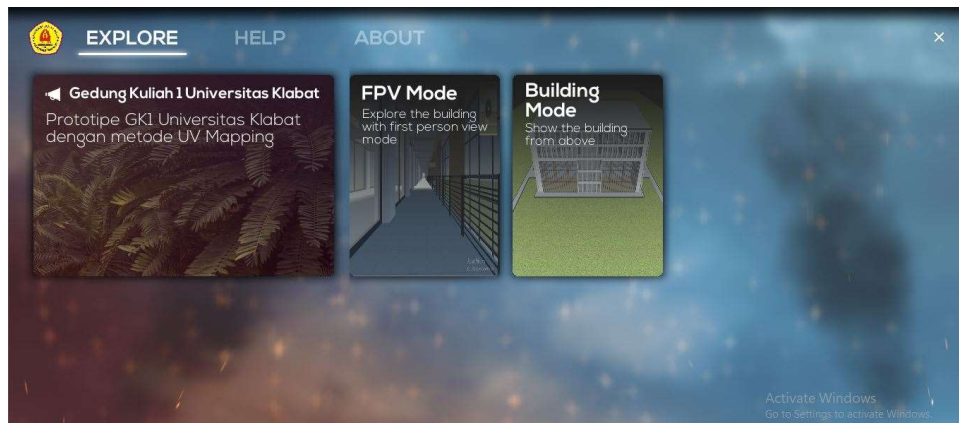 EXPLORE HELP ABOUT
Gedung Kuliah 1 Universitas Klabat
Prototipe GK1 Universitas Klabat
dengan metode UV Mapping
FPV Mode
Explore the building
with first person view
mode
Building
Mode
Show the building
from above
Activate Windows
Go to Settings to activate Windows.